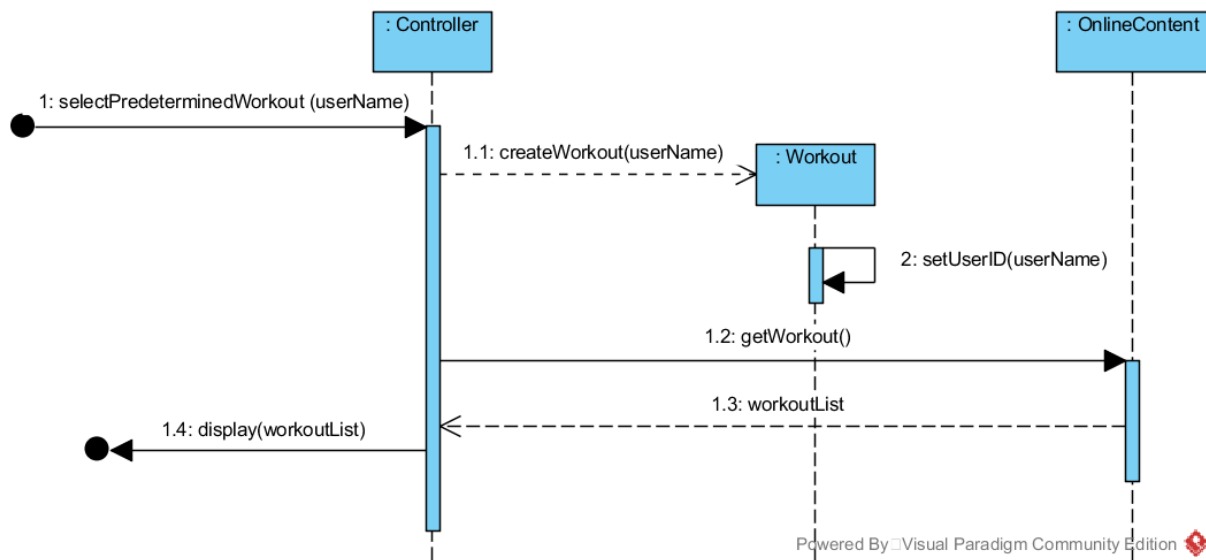 : Controller
: OnlineContent
1: selectPredeterminedWorkout (userName)
1.1: createWorkout(userName)
: Workout
2: setUserID(userName)
1.2: getWorkout()
1.3: workoutList
1.4: display(workoutList)
Powered By Visual Paradigm Community Edition